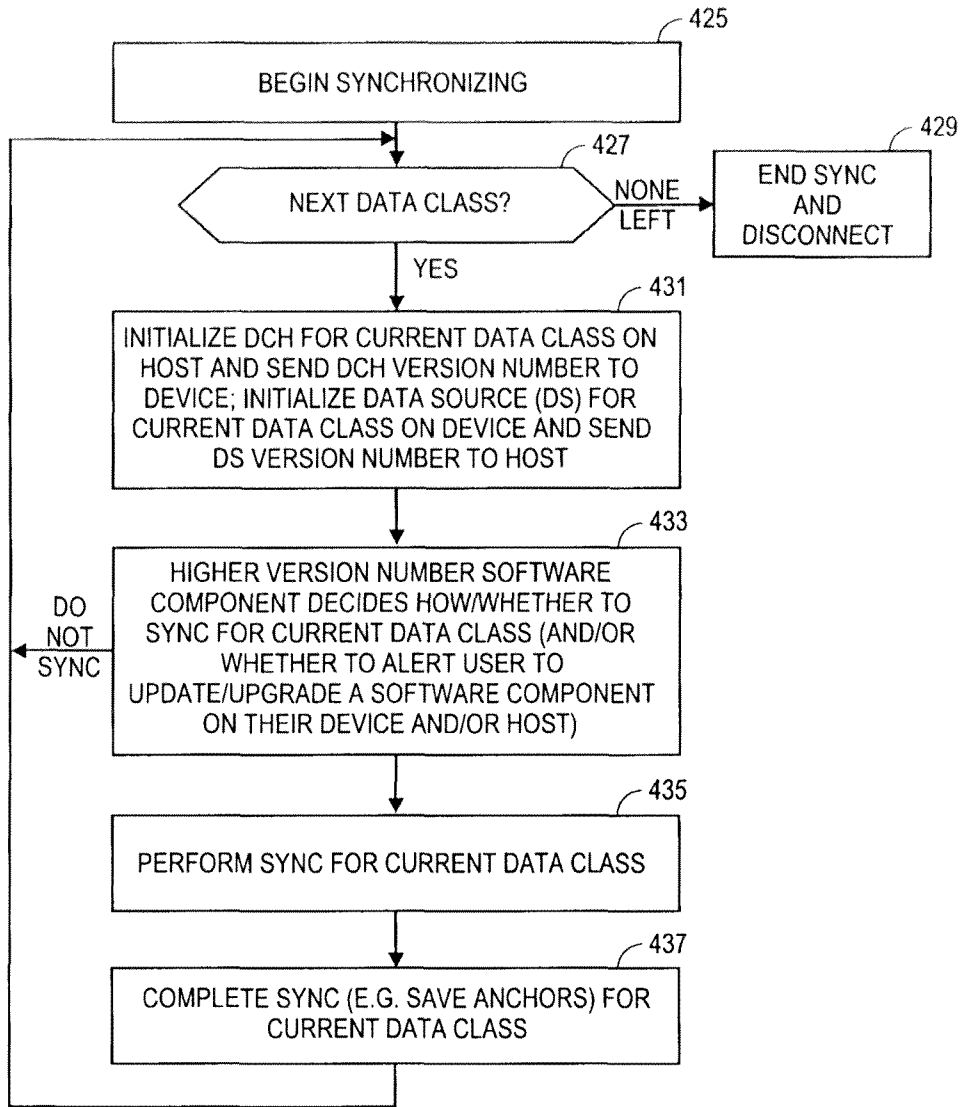 425
BEGIN SYNCHRONIZING
427
NEXT DATA CLASS?
NONE
LEFT
429
END SYNC
AND
DISCONNECT
YES
431
INITIALIZE DCH FOR CURRENT DATA CLASS ON
HOST AND SEND DCH VERSION NUMBER TO
DEVICE; INITIALIZE DATA SOURCE (DS) FOR
CURRENT DATA CLASS ON DEVICE AND SEND
DS VERSION NUMBER TO HOST
433
HIGHER VERSION NUMBER SOFTWARE
COMPONENT DECIDES HOW/WHETHER TO
SYNC FOR CURRENT DATA CLASS (AND/OR
WHETHER TO ALERT USER TO
UPDATE/UPGRADE A SOFTWARE COMPONENT
ON THEIR DEVICE AND/OR HOST)
DO
NOT
SYNC
435
PERFORM SYNC FOR CURRENT DATA CLASS
437
COMPLETE SYNC (E.G. SAVE ANCHORS) FOR
CURRENT DATA CLASS